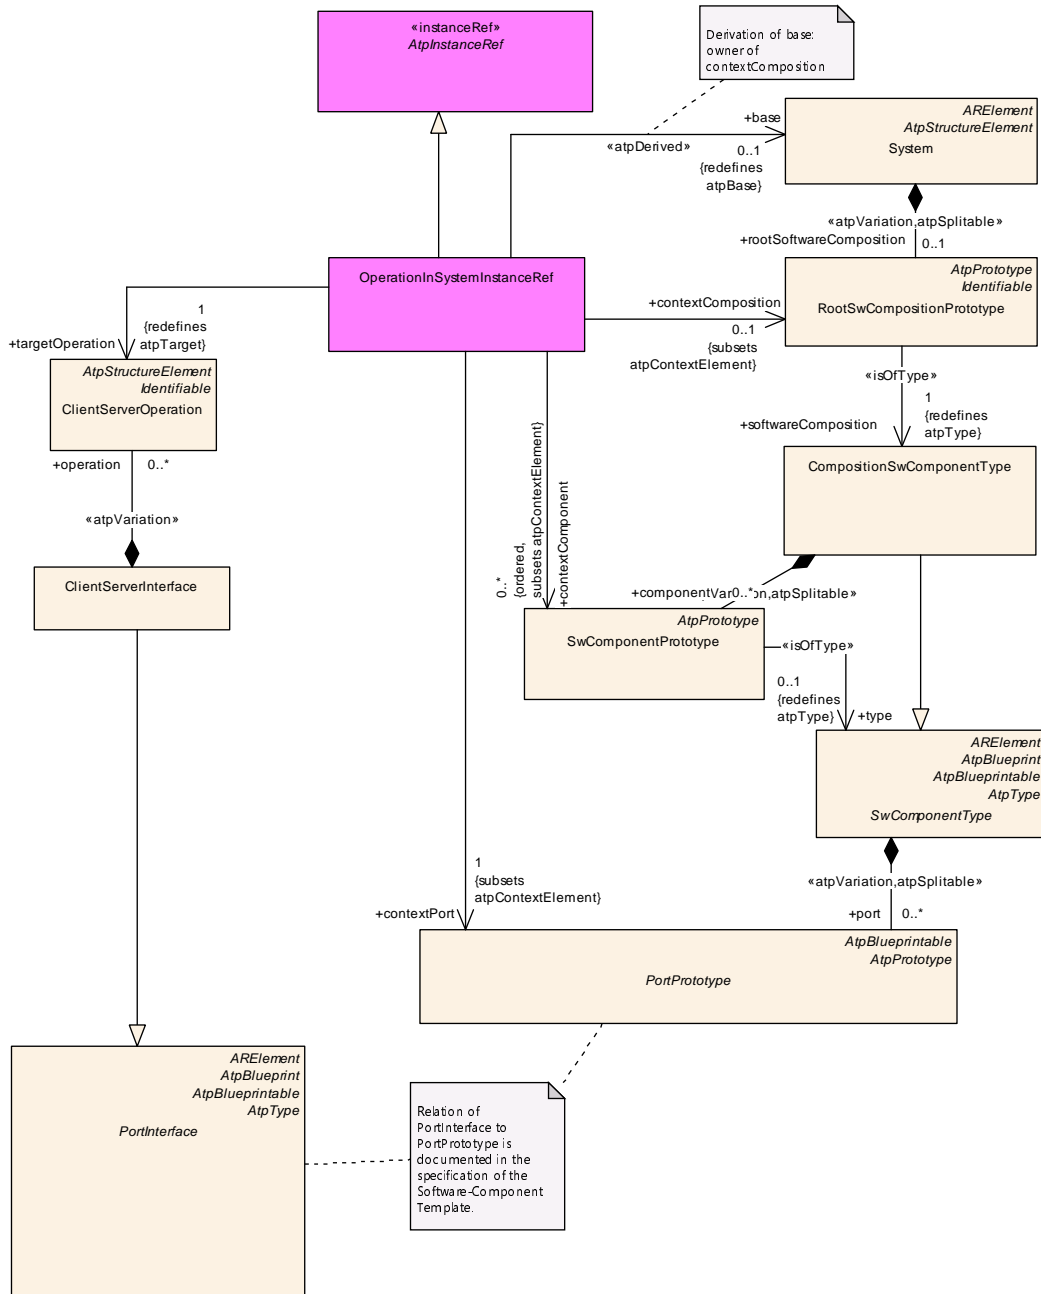 «instanceRef»
AtpInstanceRef
Derivation of base:
owner of
contextComposition
+base
«atpDerived»
0..1
{redefines
atpBase}
ARElement
AtpStructureElement
System
«atpVariation,atpSplitable»
+rootSoftwareComposition
0..1
OperationInSystemInstanceRef
AtpPrototype
Identifiable
RootSwCompositionPrototype
+contextComposition
0..1
{subsets
atpContextElement}
1
{redefines
atpTarget}
+targetOperation
AtpStructureElement
Identifiable
ClientServerOperation
«isOfType»
1
{redefines
atpType}
+softwareComposition
+operation
0..*
«atpVariation»
ClientServerInterface
CompositionSwComponentType
0..*
{ordered,
subsets atpContextElement}
+contextComponent
+component
0..*
,atpSplitable»
AtpPrototype
SwComponentPrototype
«isOfType»
0..1
{redefines
atpType}
+type
ARElement
AtpBlueprint
AtpBlueprintable
AtpType
SwComponentType
1
{subsets
atpContextElement}
+contextPort
«atpVariation,atpSplitable»
+port
0..*
AtpBlueprintable
AtpPrototype
PortPrototype
ARElement
AtpBlueprint
AtpBlueprintable
AtpType
PortInterface
Relation of
PortInterface to
PortPrototype is
documented in the
specification of the
Software-Component
Template.